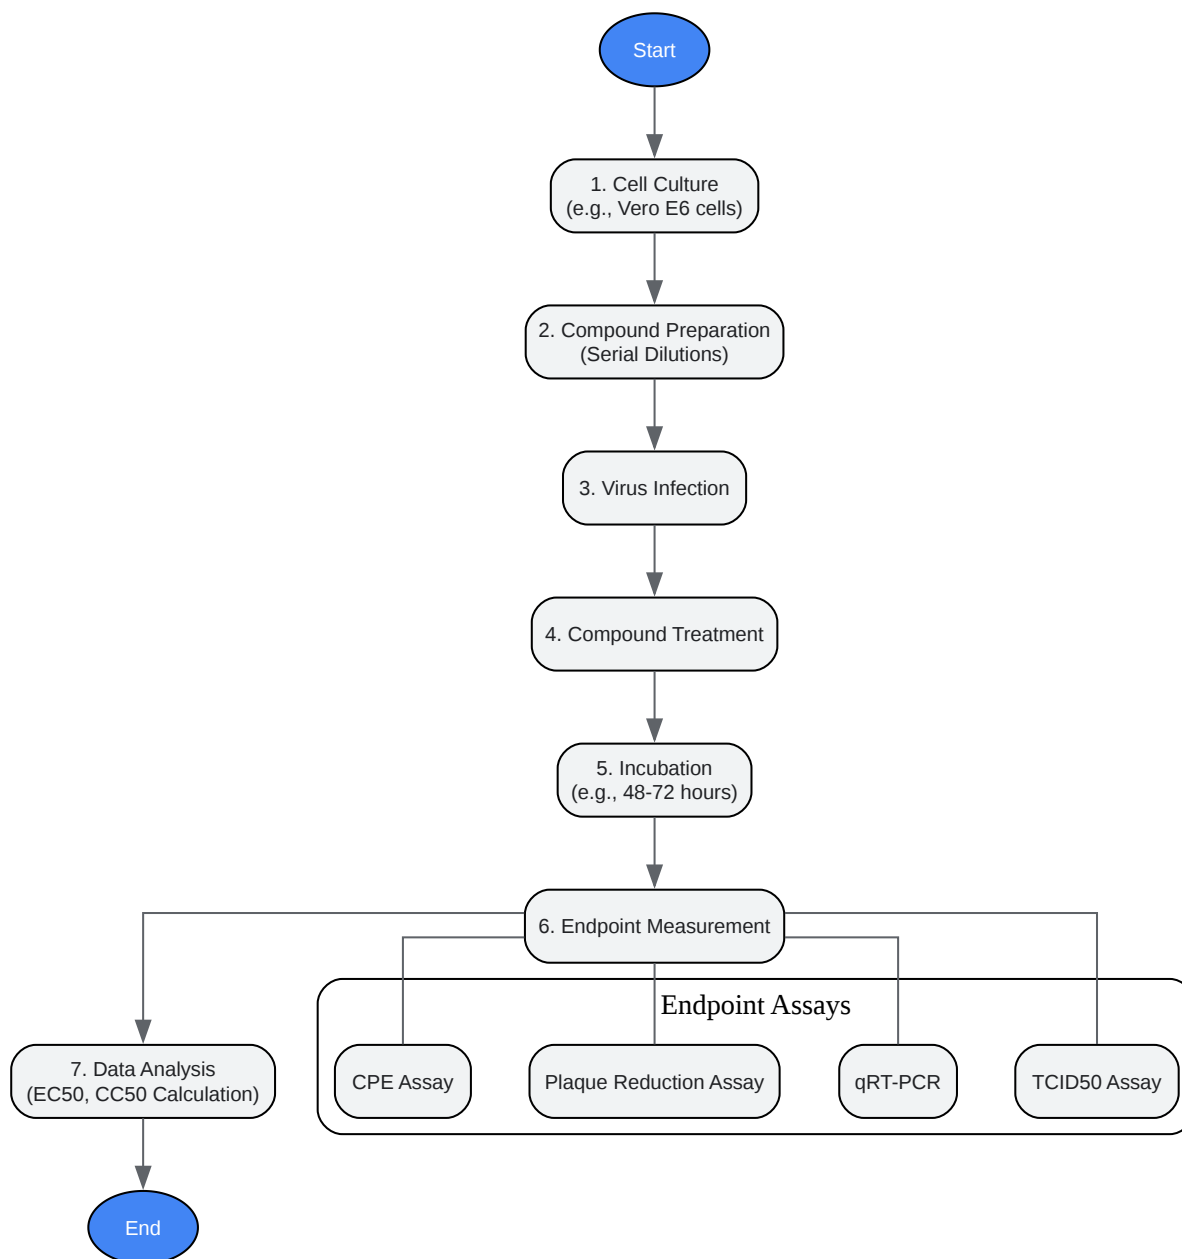 Start
1. Cell Culture
(e.g., Vero E6 cells)
2. Compound Preparation
(Serial Dilutions)
3. Virus Infection
4. Compound Treatment
5. Incubation
(e.g., 48-72 hours)
6. Endpoint Measurement
Endpoint Assays
7. Data Analysis
(EC50, CC50 Calculation)
CPE Assay
Plaque Reduction Assay
qRT-PCR
TCID50 Assay
End